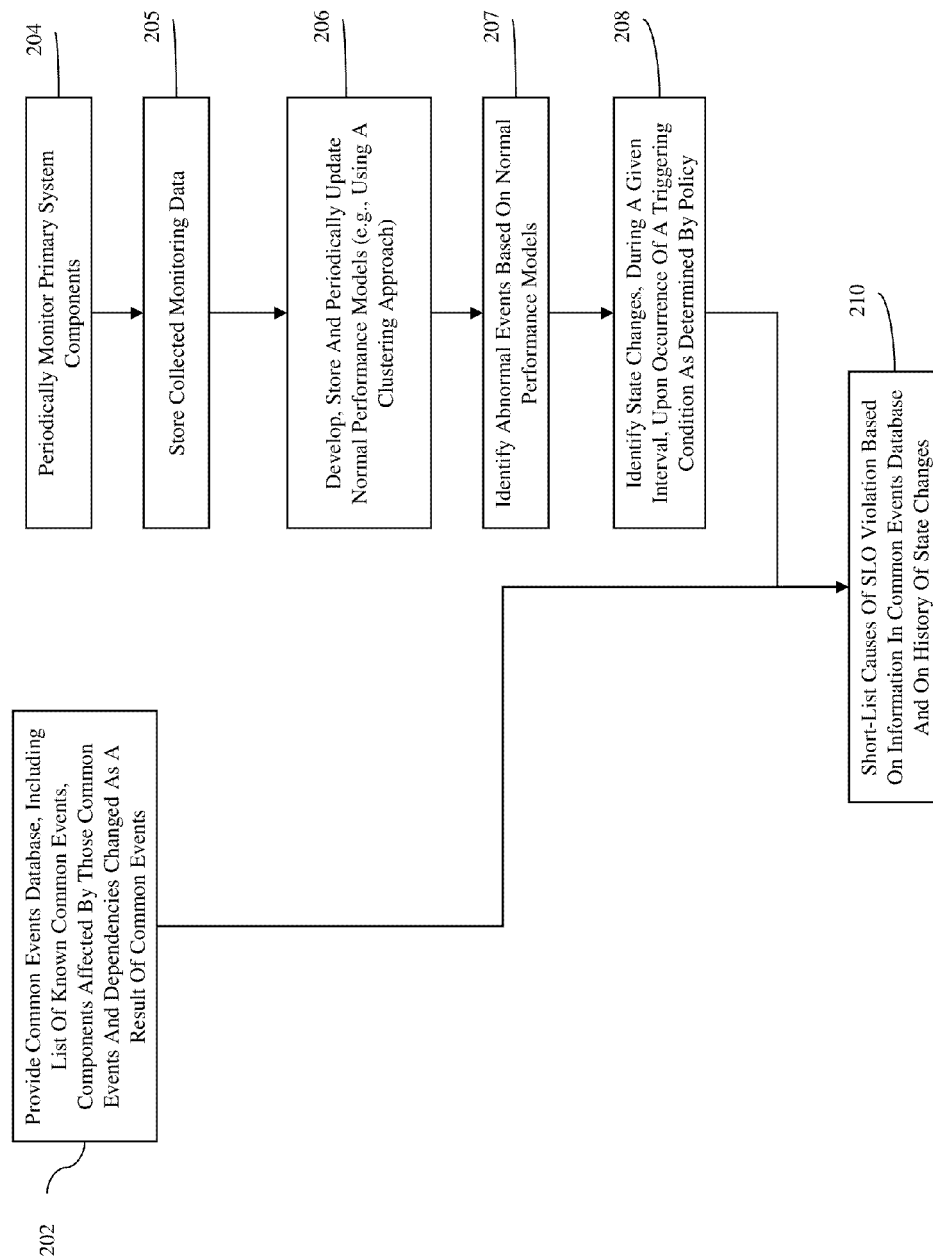 202
Provide Common Events Database, Including
List Of Known Common Events,
Components Affected By Those Common
Events And Dependencies Changed As A
Result Of Common Events
204
Periodically Monitor Primary System
Components
205
Store Collected Monitoring Data
206
Develop, Store And Periodically Update
Normal Performance Models (e.g., Using A
Clustering Approach)
207
Identify Abnormal Events Based On Normal
Performance Models
208
Identify State Changes, During A Given
Interval, Upon Occurrence Of A Triggering
Condition As Determined By Policy
210
Short-List Causes Of SLO Violation Based
On Information In Common Events Database
And On History Of State Changes